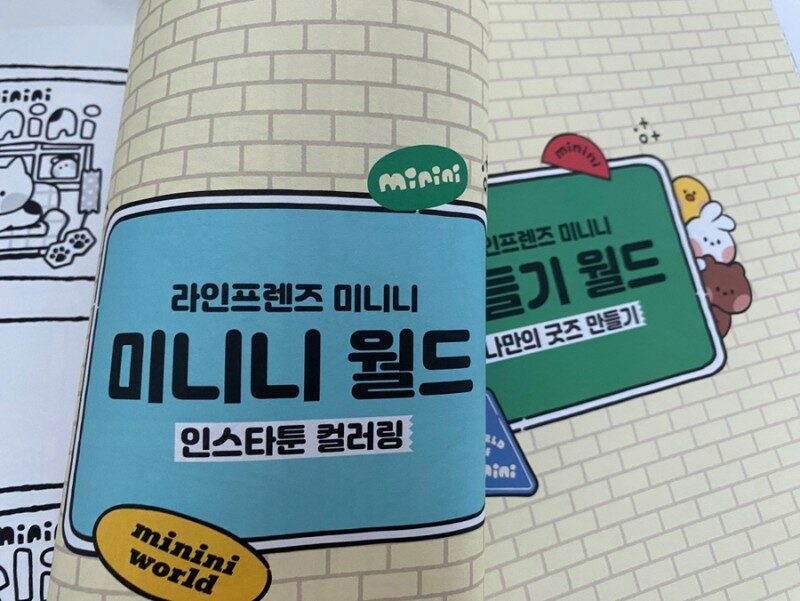 minini
라인프렌즈 미니니
미니니 월드
인스타툰 컬러링
minini
world
minini
인프렌즈 미니니
들기 월드
나만의 굿즈 만들기
minini
minini